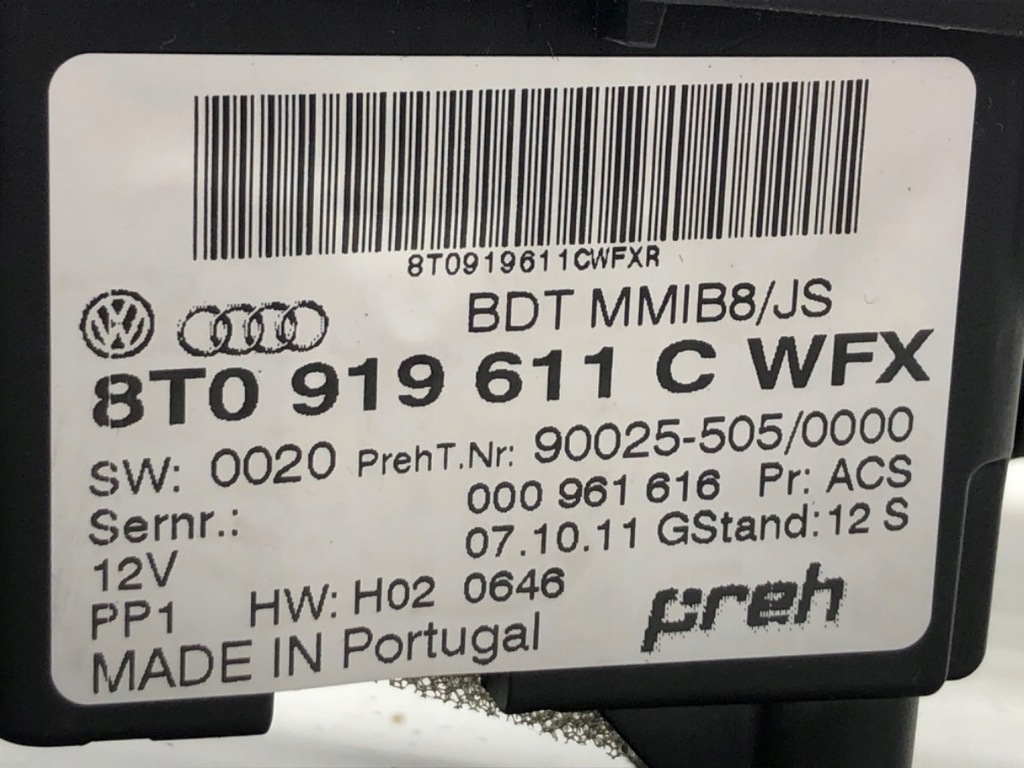 8T0919611CWFXR
BDT MMIB8/JS
8T0 919 611 C WFX
SW: 0020 PrehT.Nr: 90025-505/0000
Sernr.: 000 961 616 Pr: ACS
12V 07.10.11 GStand: 12 S
PP1 HW: H02 0646
MADE IN Portugal
preh